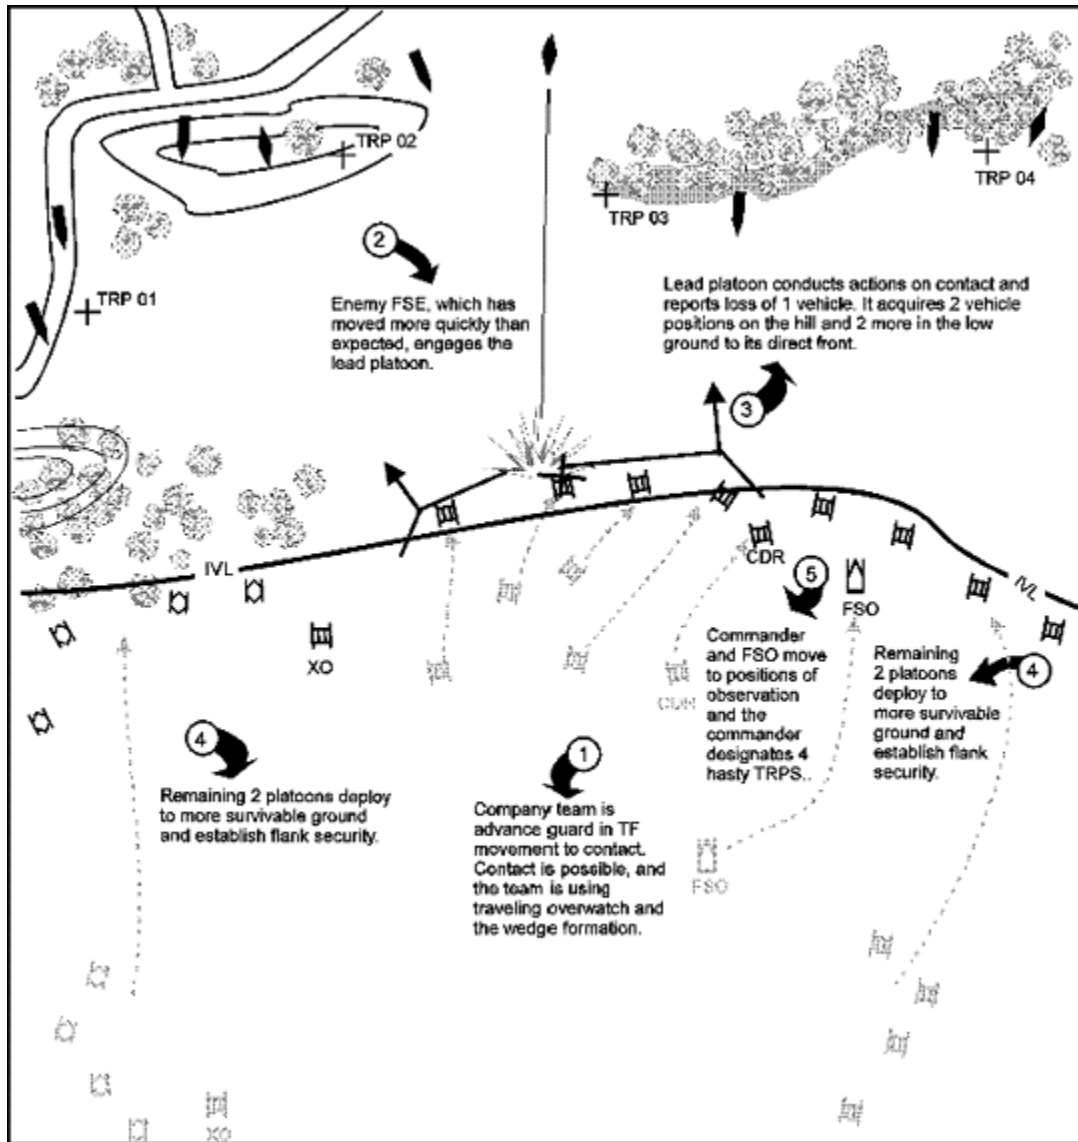 TRP 02
TRP 04
TRP 03
TRP 01
2
Enemy FSE, which has
moved more quickly than
expected, engages the
lead platoon.
Lead platoon conducts actions on contact and
reports loss of 1 vehicle. It acquires 2 vehicle
positions on the hill and 2 more in the low
ground to its direct front.
3
IVL
CDR
5
FSO
IVL
XO
CDR
Commander
and FSO move
to positions of
observation
and the
commander
designates 4
hasty TRPS..
Remaining
2 platoons
deploy to
more survivable
ground and
establish flank
security.
4
4
Remaining 2 platoons deploy
to more survivable ground
and establish flank security.
1
Company team is
advance guard in TF
movement to contact.
Contact is possible, and
the team is using
traveling overwatch and
the wedge formation.
FSO
XO